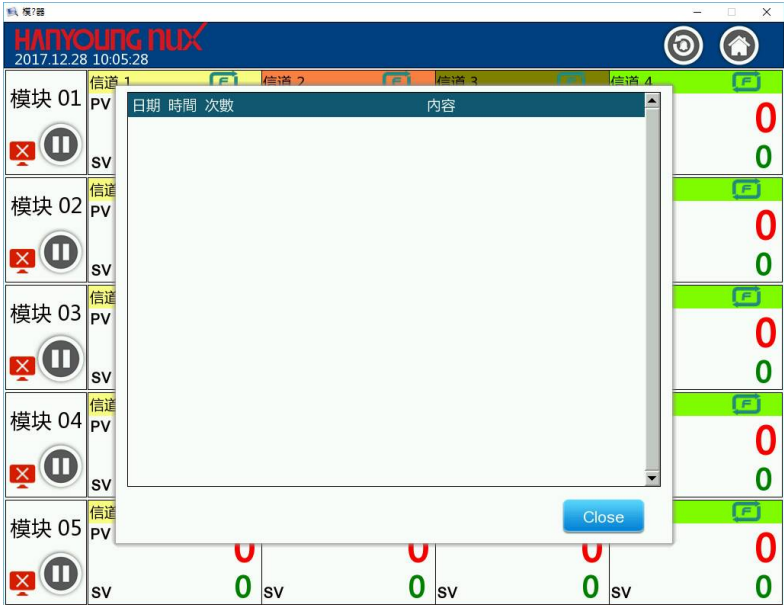 模?器
HANYOUNG NUX
2017.12.28 10:05:28
信道 1 F 信道 2 F 信道 3 F 信道 4 F
模块 01 PV 0
SV 0
日期 時間 次數 内容
信道 F
模块 02 PV 0
SV 0
信道 F
模块 03 PV 0
SV 0
信道 F
模块 04 PV 0
SV 0
Close
信道 F
模块 05 PV 0 0 0 0
SV 0 SV 0 SV 0 SV 0